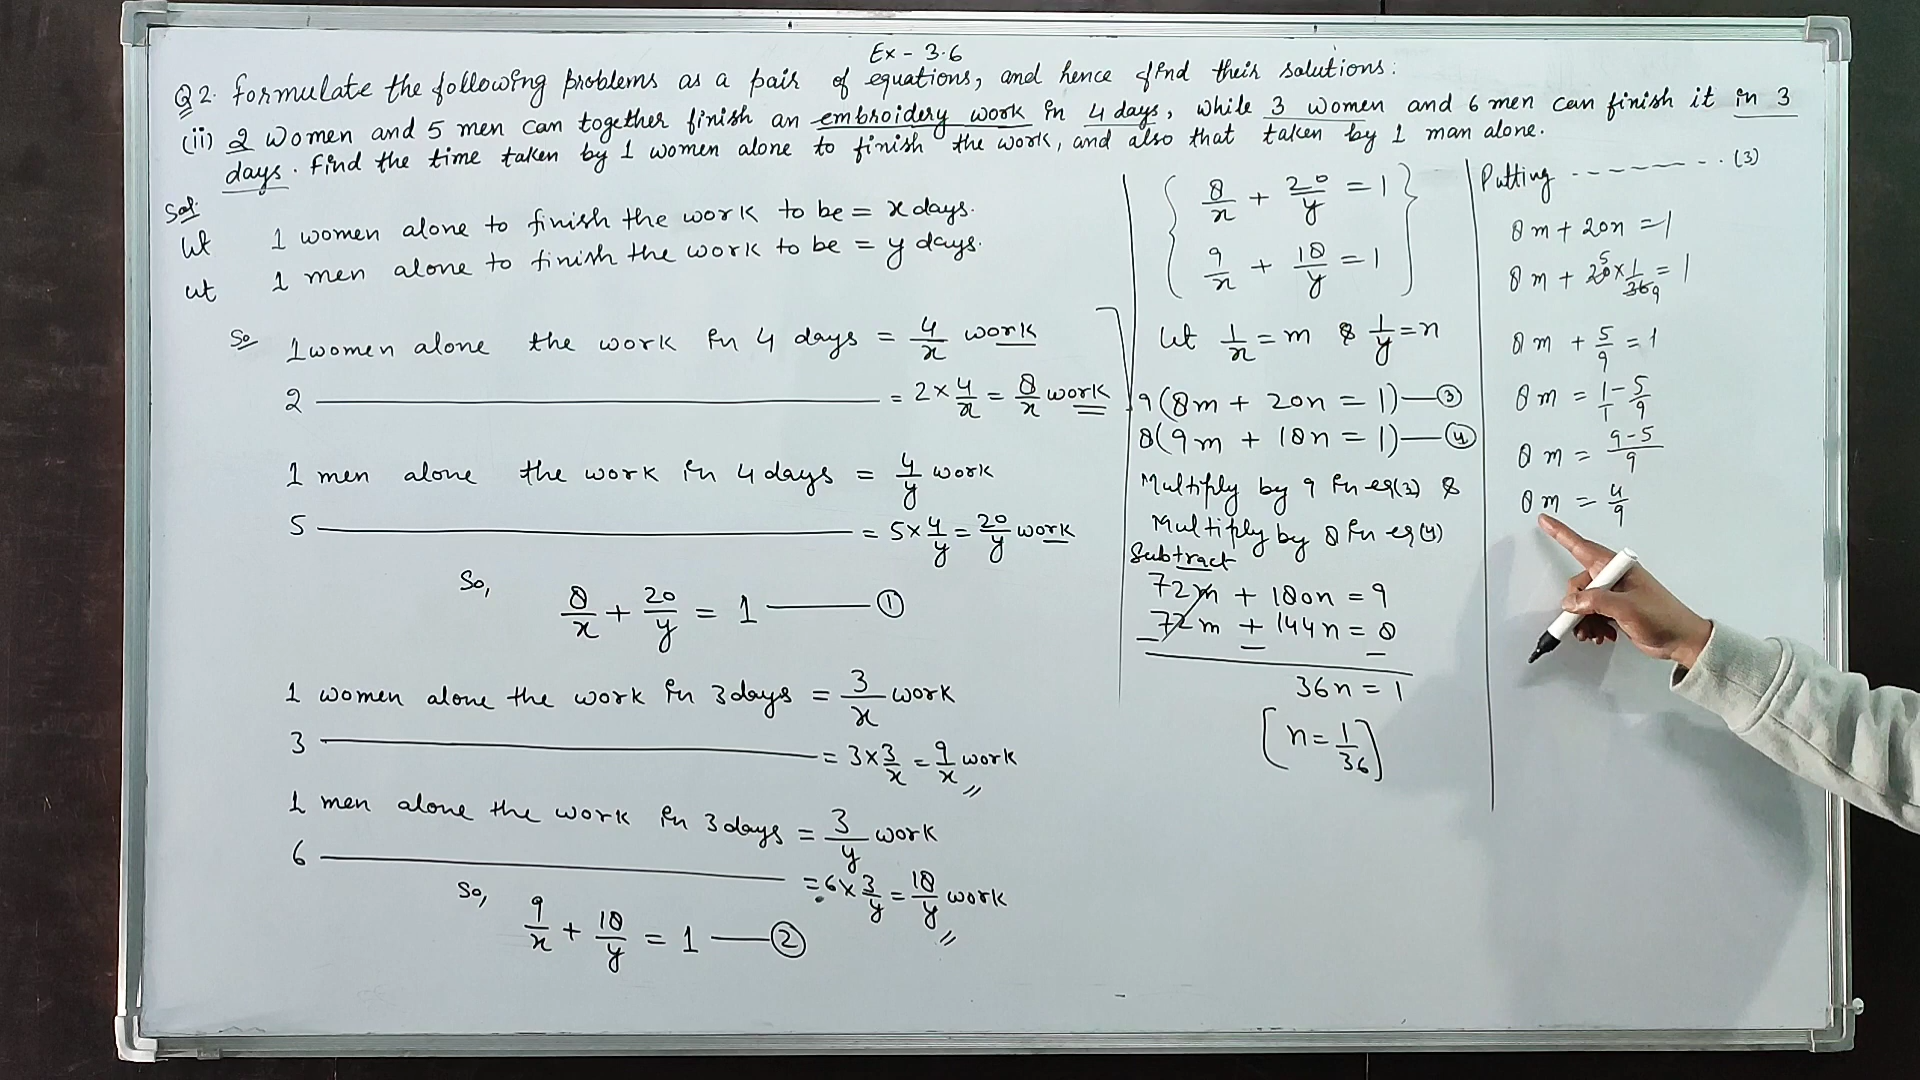 Ex - 3.6
Q2. Formulate the following problems as a pair of equations, and hence find their solutions:
(ii) 2 Women and 5 men can together finish an embroidery work in 4 days, while 3 women and 6 men can finish it in 3
days. Find the time taken by 1 women alone to finish the work, and also that taken by 1 man alone.
Sol.
let 1 women alone to finish the work to be = x days.
let 1 men alone to finish the work to be = y days.
So 1 women alone the work in 4 days = 4/x work
2 ———— = 2 × 4/x = 8/x work
1 men alone the work in 4 days = 4/y work
5 ———— = 5 × 4/y = 20/y work
So, 8/x + 20/y = 1 —— ①
1 women alone the work in 3 days = 3/x work
3 ———— = 3 × 3/x = 9/x work
1 men alone the work in 3 days = 3/y work
6 ———— = 6 × 3/y = 18/y work
So, 9/x + 18/y = 1 —— ②
{ 8/x + 20/y = 1 }
{ 9/x + 18/y = 1 }
let 1/x = m & 1/y = n
9(8m + 20n = 1) — ③
8(9m + 18n = 1) — ④
Multiply by 9 in eq(3) &
Multiply by 8 in eq(4)
Subtract
72m + 180n = 9
72m + 144n = 8
− − −
36n = 1
[n = 1/36]
Putting - - - - - - - - (3)
8m + 20n = 1
8m + 20 5 × 1/36 9 = 1
8m + 5/9 = 1
8m = 1/1 - 5/9
8m = 9-5/9
8m = 4/9